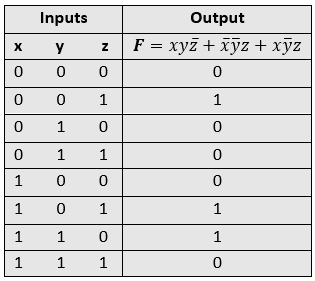 Inputs Output
x y z F = xyz̄ + x̄ȳz + xȳz
0 0 0 0
0 0 1 1
0 1 0 0
0 1 1 0
1 0 0 0
1 0 1 1
1 1 0 1
1 1 1 0